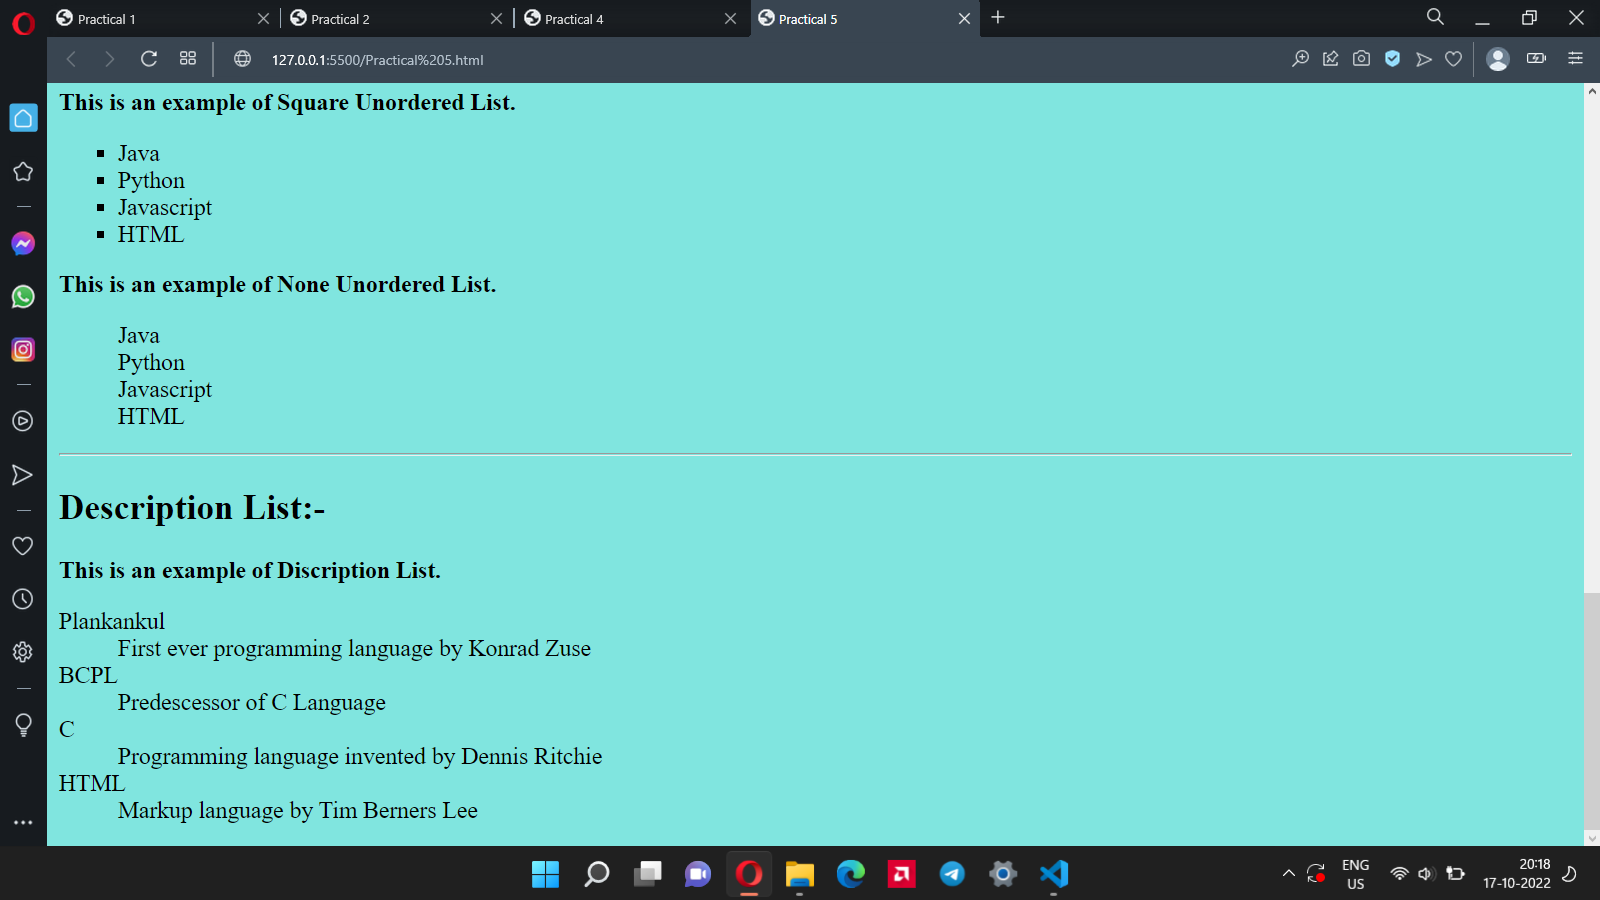 Practical 1
Practical 2
Practical 4
Practical 5
127.0.0.1:5500/Practical%205.html
This is an example of Square Unordered List.
Java
Python
Javascript
HTML
This is an example of None Unordered List.
Java
Python
Javascript
HTML
Description List:-
This is an example of Discription List.
Plankankul
First ever programming language by Konrad Zuse
BCPL
Predescessor of C Language
C
Programming language invented by Dennis Ritchie
HTML
Markup language by Tim Berners Lee
ENG
US
20:18
17-10-2022